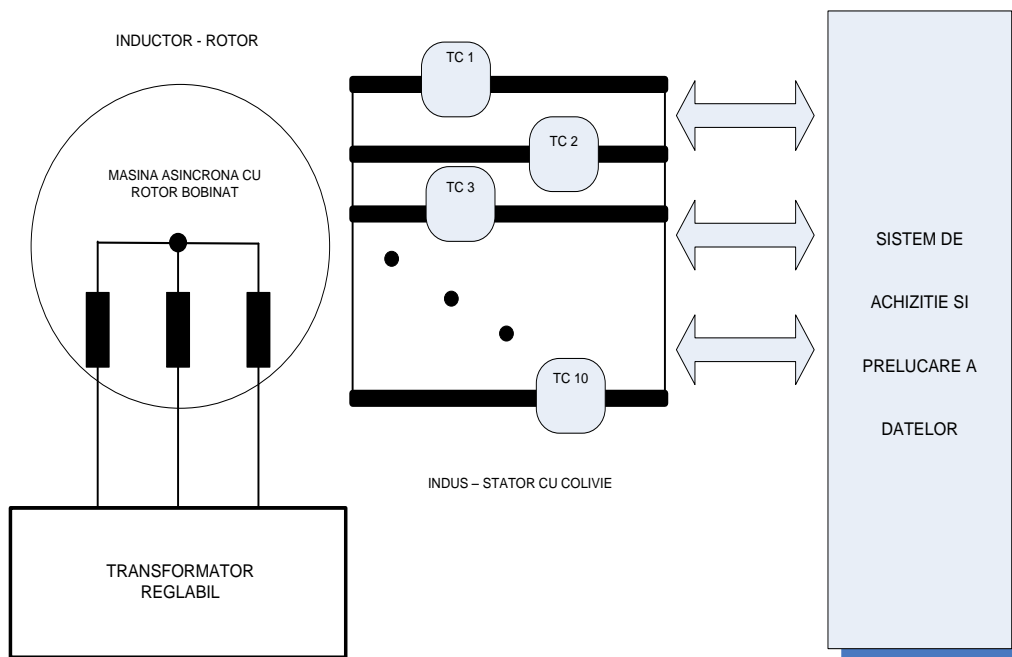 INDUCTOR - ROTOR
MASINA ASINCRONA CU
ROTOR BOBINAT
TRANSFORMATOR
REGLABIL
TC 1
TC 2
TC 3
TC 10
INDUS – STATOR CU COLIVIE
SISTEM DE
ACHIZITIE SI
PRELUCARE A
DATELOR